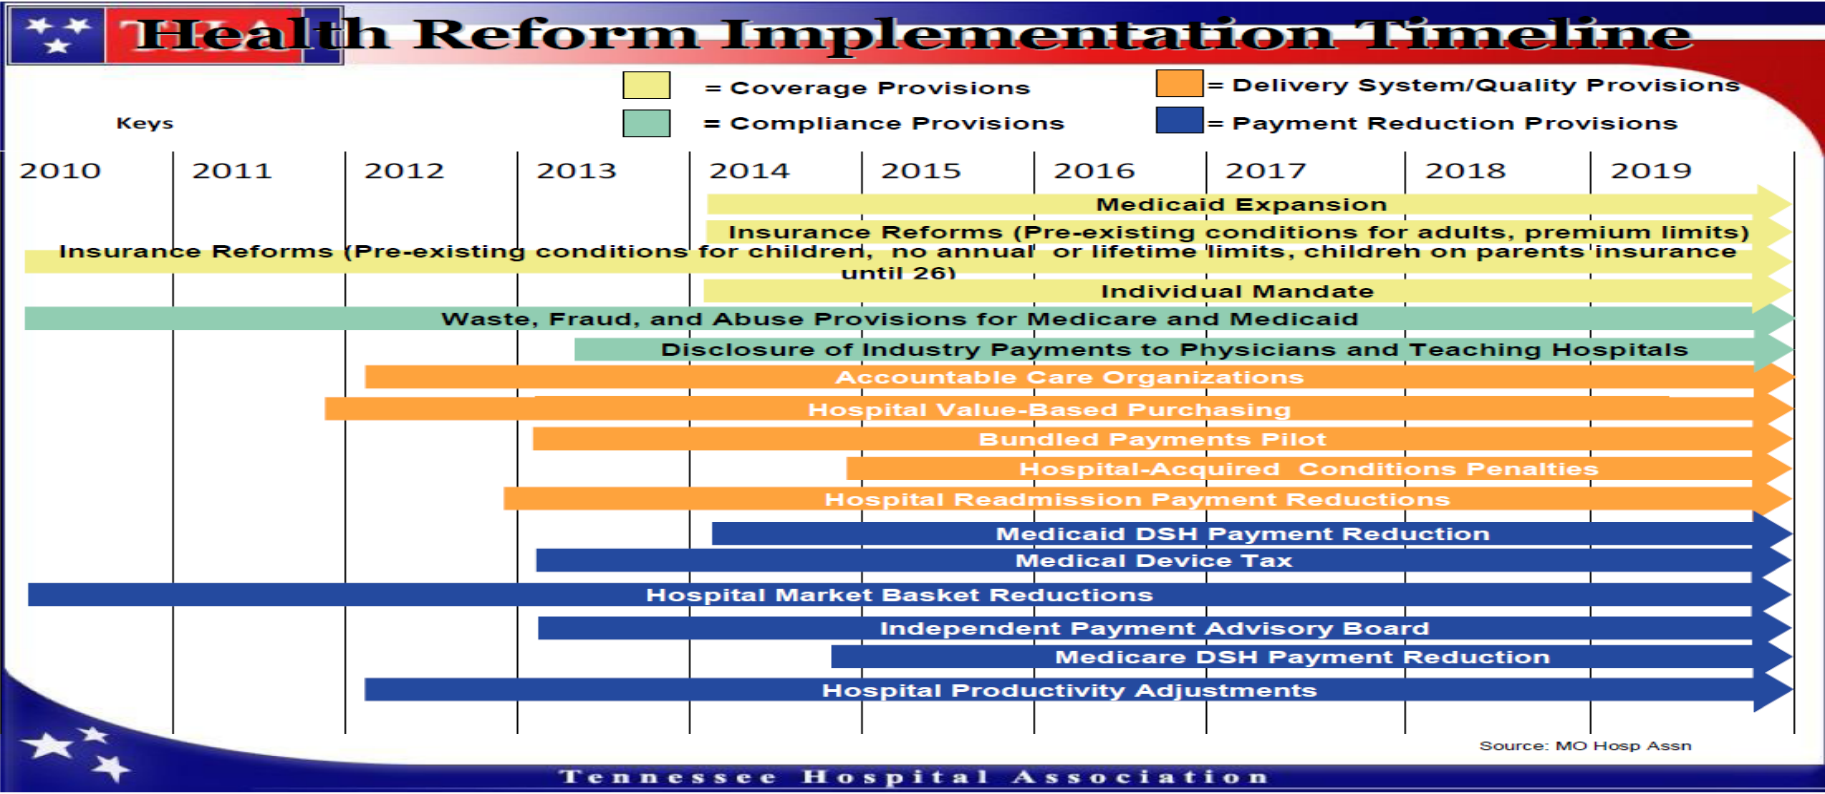 THA
Health Reform Implementation Timeline
= Coverage Provisions
= Delivery System/Quality Provisions
Keys
= Compliance Provisions
= Payment Reduction Provisions
2010 2011 2012 2013 2014 2015 2016 2017 2018 2019
Medicaid Expansion
Insurance Reforms (Pre-existing conditions for adults, premium limits)
Insurance Reforms (Pre-existing conditions for children, no annual or lifetime limits, children on parents insurance
until 26)
Individual Mandate
Waste, Fraud, and Abuse Provisions for Medicare and Medicaid
Disclosure of Industry Payments to Physicians and Teaching Hospitals
Accountable Care Organizations
Hospital Value-Based Purchasing
Bundled Payments Pilot
Hospital-Acquired Conditions Penalties
Hospital Readmission Payment Reductions
Medicaid DSH Payment Reduction
Medical Device Tax
Hospital Market Basket Reductions
Independent Payment Advisory Board
Medicare DSH Payment Reduction
Hospital Productivity Adjustments
Source: MO Hosp Assn
Tennessee Hospital Association